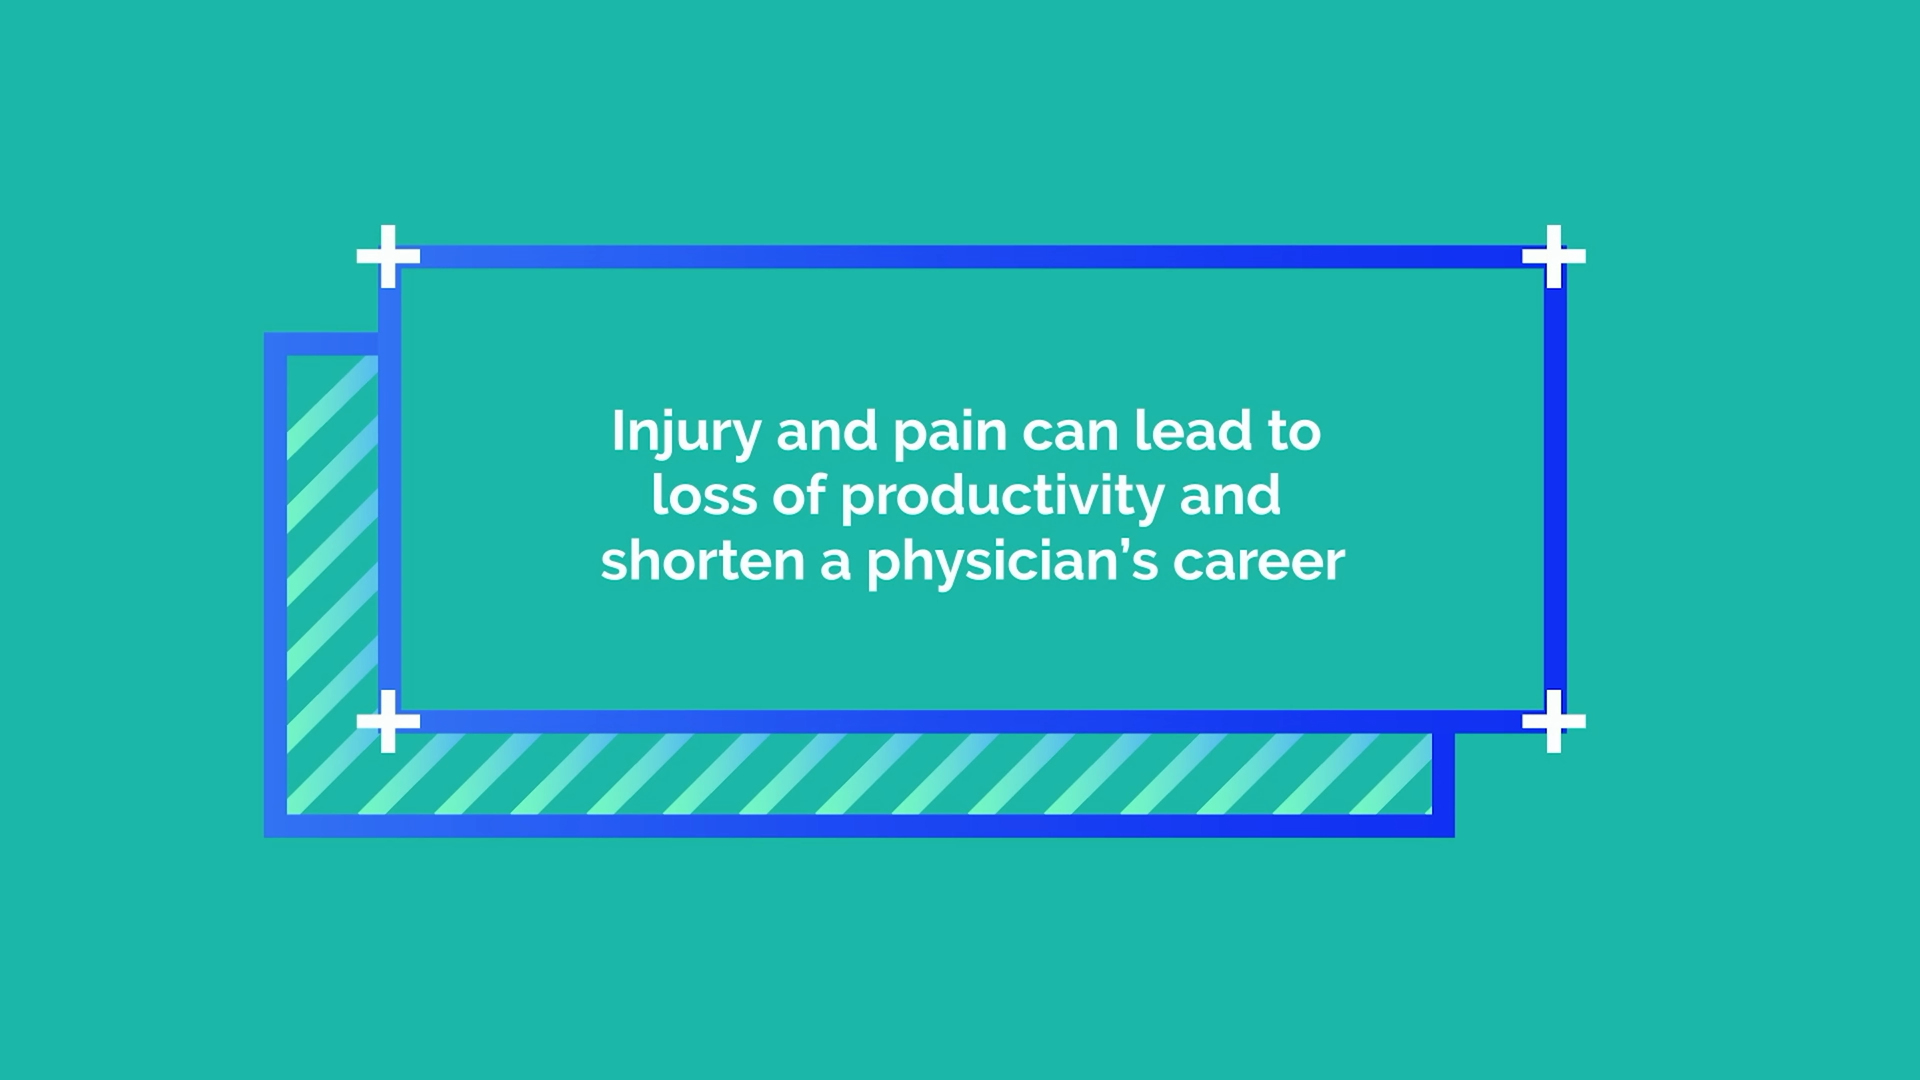 Injury and pain can lead to
loss of productivity and
shorten a physician’s career